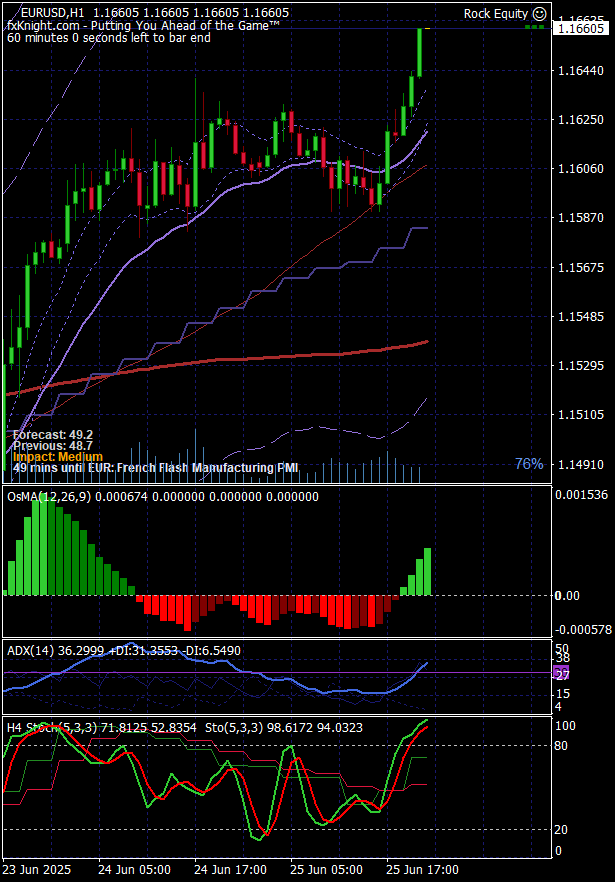 EURUSD,H1 1.16605 1.16605 1.16605 1.16605
Rock Equity
fxKnight.com - Putting You Ahead of the Game™
60 minutes 0 seconds left to bar end
1.16625
1.16605
1.16440
1.16250
1.16060
1.15870
1.15675
1.15485
1.15295
1.15105
1.14910
Forecast: 49.2
Previous: 48.7
Impact: Medium
49 mins until EUR: French Flash Manufacturing PMI
76%
OsMA(12,26,9) 0.000674 0.000000 0.000000 0.000000
0.001536
0.00
-0.000578
ADX(14) 36.2999 +DI:31.3553 -DI:6.5490
50
38
27
15
4
H4 Stoch(5,3,3) 71.8125 52.8354 Sto(5,3,3) 98.6172 94.0323
100
80
20
0
23 Jun 2025 24 Jun 05:00 24 Jun 17:00 25 Jun 05:00 25 Jun 17:00